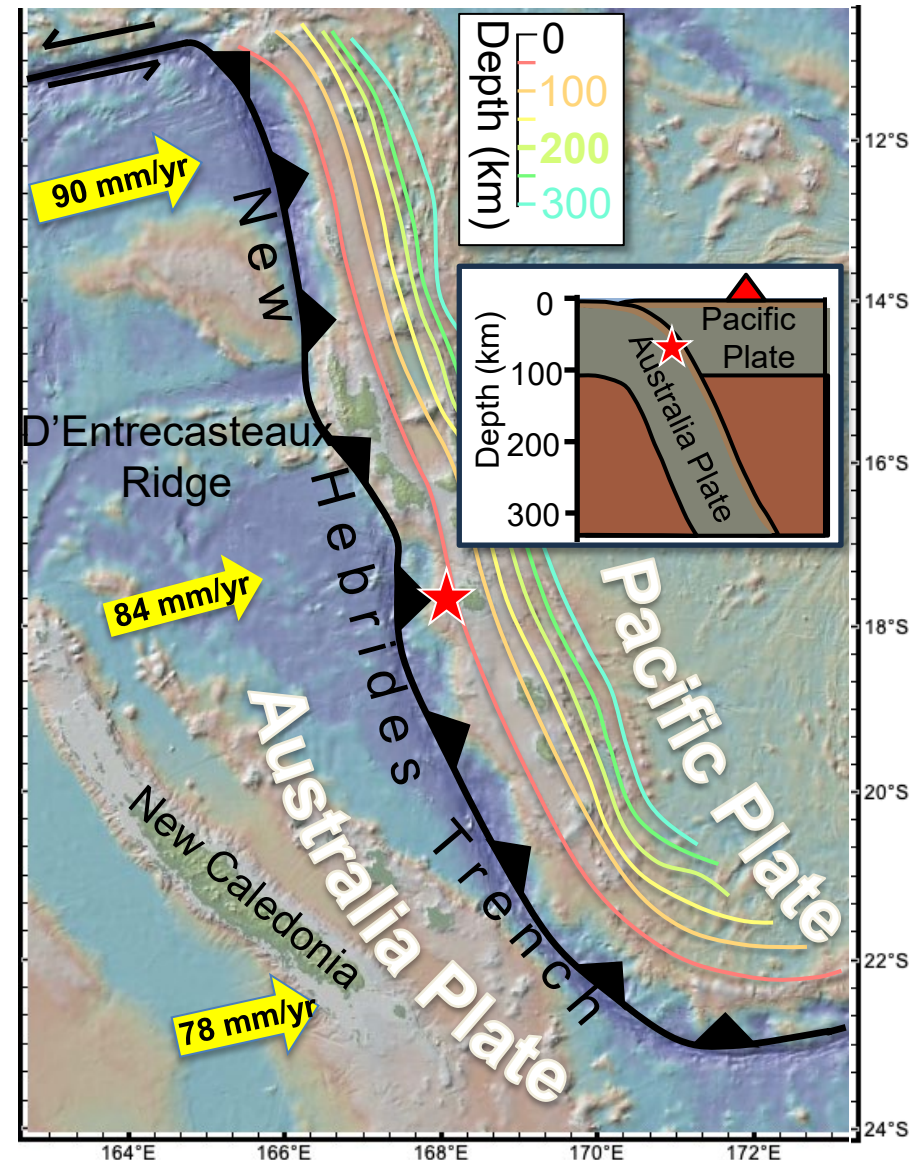 Depth (km)
0
100
200
300
12°S
14°S
16°S
18°S
20°S
22°S
24°S
90 mm/yr
New Hebrides Trench
D'Entrecasteaux
Ridge
84 mm/yr
Australia Plate
Pacific Plate
New Caledonia
78 mm/yr
Depth (km)
0
100
200
300
Pacific
Plate
Australia Plate
164°E
166°E
168°E
170°E
172°E